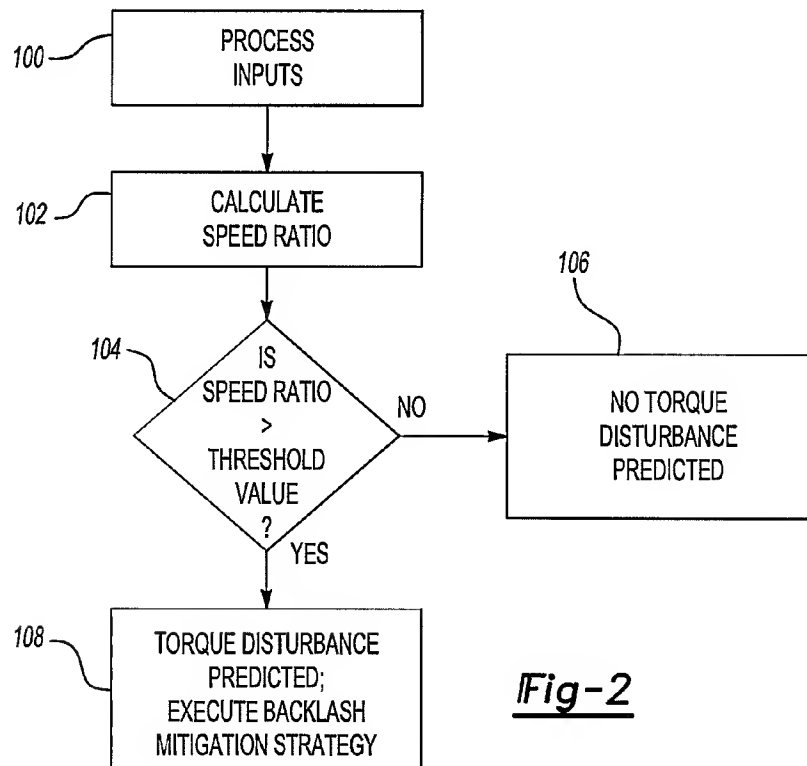 100
PROCESS
INPUTS
102
CALCULATE
SPEED RATIO
104
IS
SPEED RATIO
>
THRESHOLD
VALUE
?
NO
YES
106
NO TORQUE
DISTURBANCE
PREDICTED
108
TORQUE DISTURBANCE
PREDICTED;
EXECUTE BACKLASH
MITIGATION STRATEGY
Fig-2